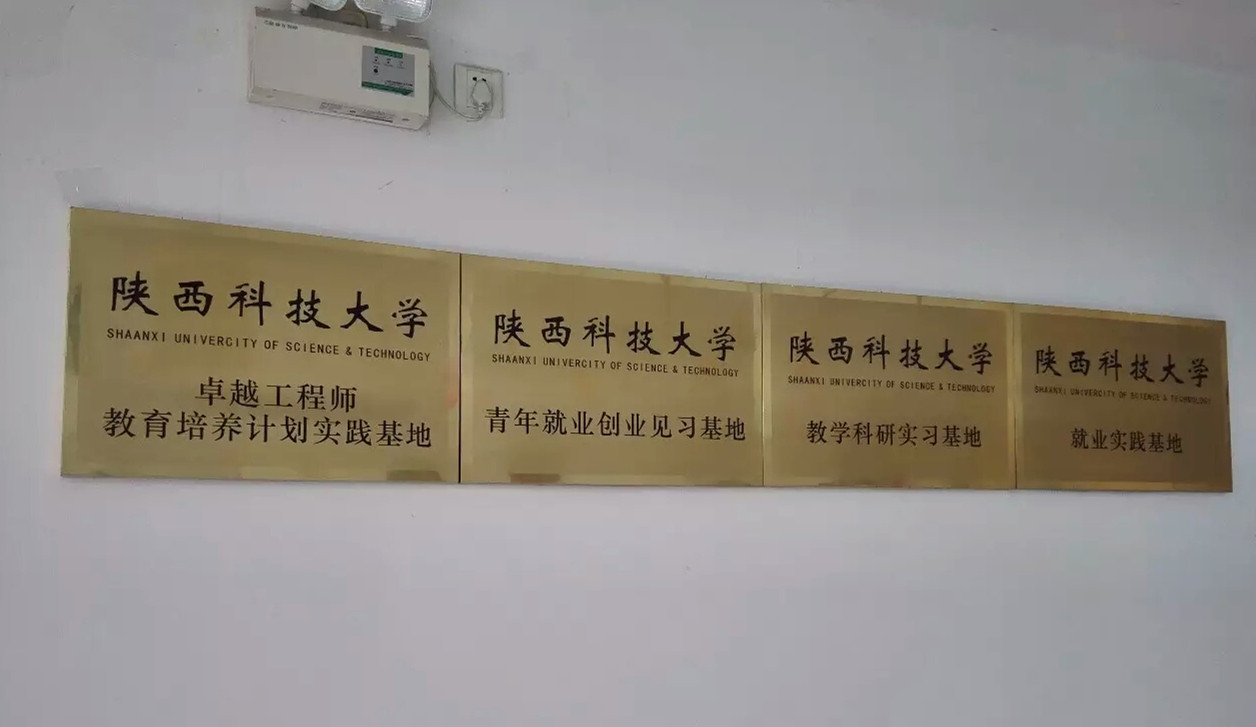 陕西科技大学
SHAANXI UNIVERCITY OF SCIENCE & TECHNOLOGY
卓越工程师
教育培养计划实践基地
陕西科技大学
SHAANXI UNIVERCITY OF SCIENCE & TECHNOLOGY
青年就业创业见习基地
陕西科技大学
SHAANXI UNIVERCITY OF SCIENCE & TECHNOLOGY
教学科研实习基地
陕西科技大学
SHAANXI UNIVERCITY OF SCIENCE & TECHNOLOGY
就业实践基地